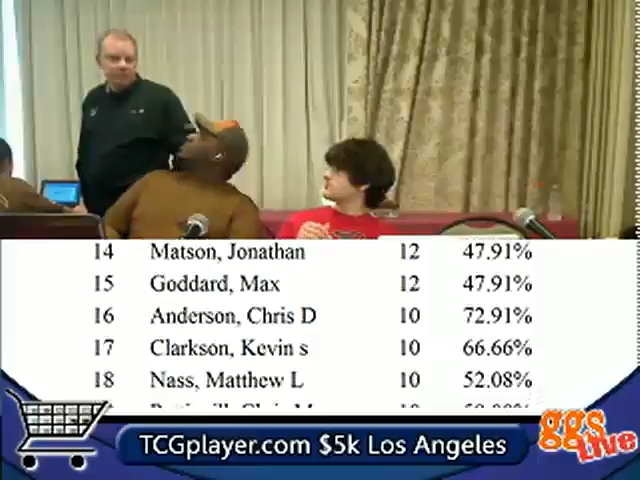 14 Matson, Jonathan 12 47.91%
15 Goddard, Max 12 47.91%
16 Anderson, Chris D 10 72.91%
17 Clarkson, Kevin s 10 66.66%
18 Nass, Matthew L 10 52.08%
TCGplayer.com $5k Los Angeles
ggs
Live